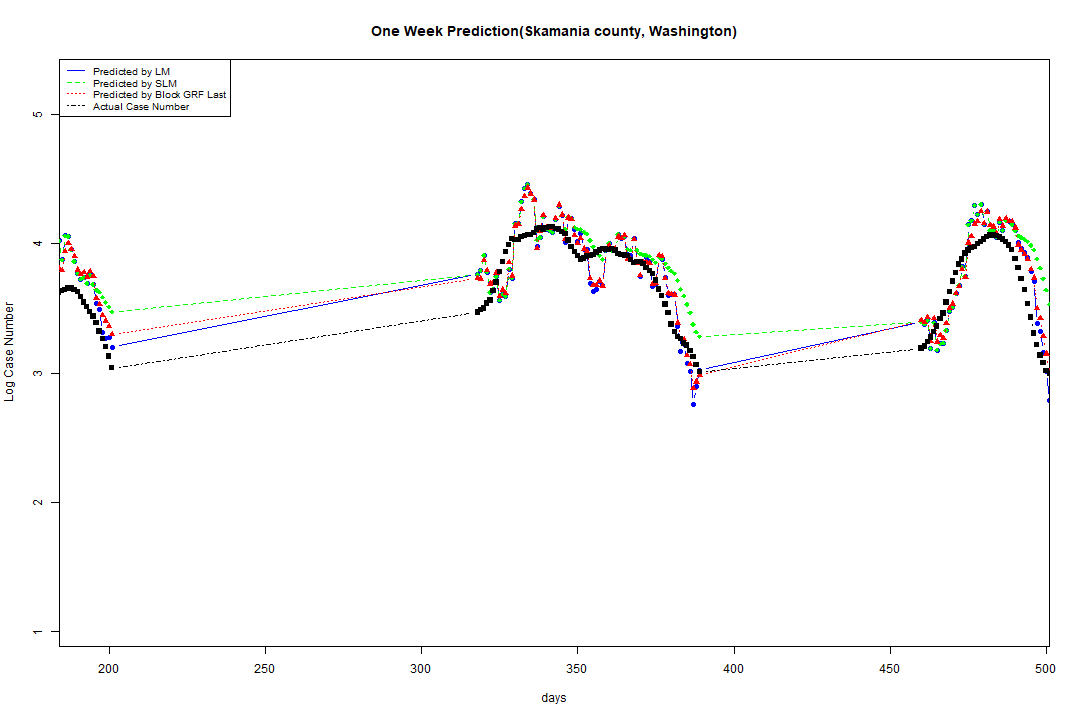 One Week Prediction(Skamania county, Washington)
Predicted by LM
Predicted by SLM
Predicted by Block GRF Last
Actual Case Number
5
4
3
2
1
Log Case Number
200 250 300 350 400 450 500
days